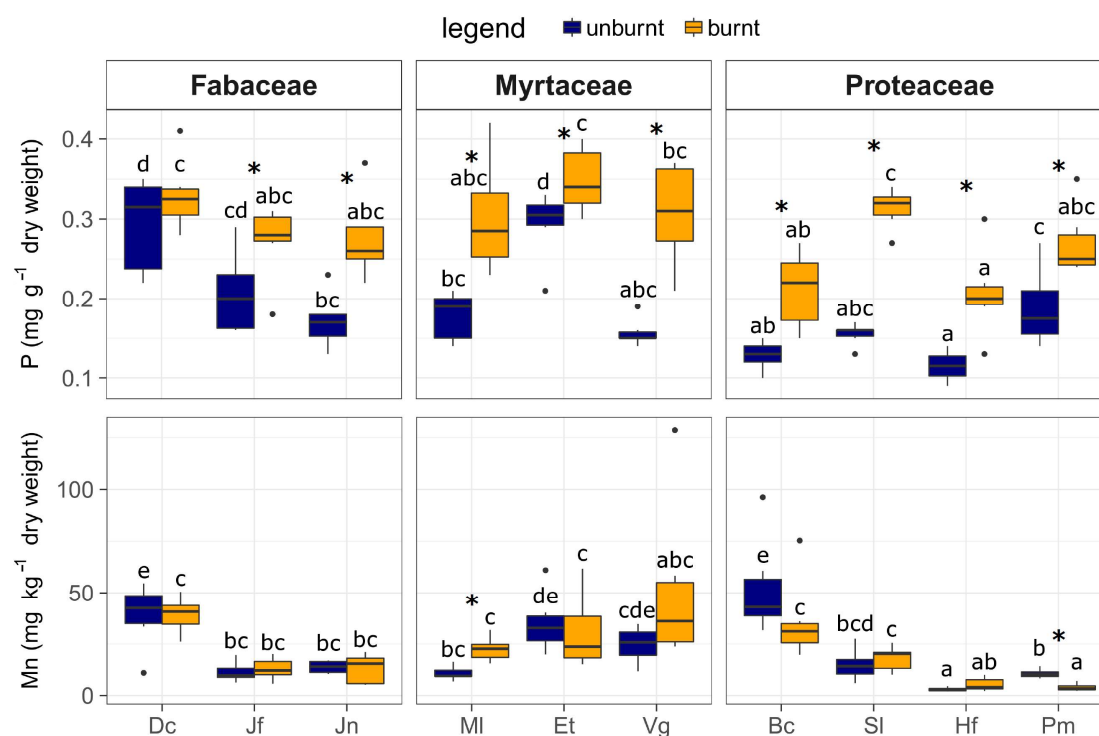 legend unburnt burnt
Fabaceae Myrtaceae Proteaceae
P (mg g⁻¹ dry weight)
0.4
0.3
0.2
0.1
d c cd * abc bc * abc
bc * abc d * c abc * bc
ab * ab abc * c a * a c * abc
Mn (mg kg⁻¹ dry weight)
100
50
0
e c bc bc bc bc
bc * c de c cde abc
e c bcd c a ab b * a
Dc Jf Jn Ml Et Vg Bc Sl Hf Pm